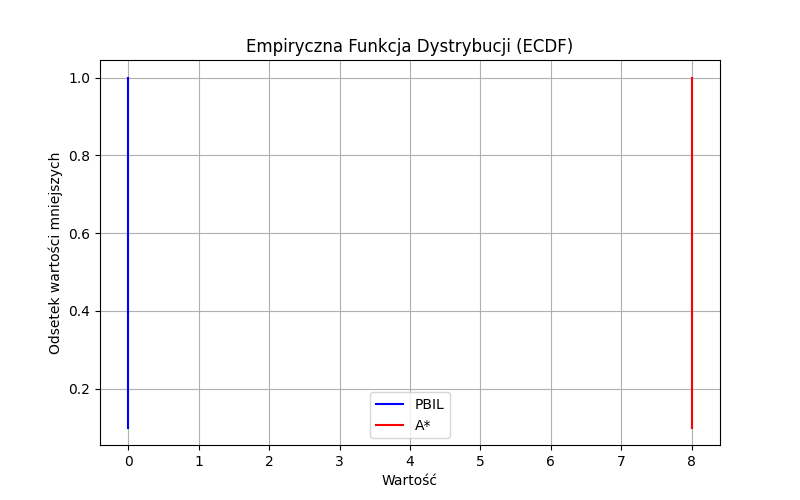 Empiryczna Funkcja Dystrybucji (ECDF)
Odsetek wartości mniejszych
1.0
0.8
0.6
0.4
0.2
PBIL
A*
0 1 2 3 4 5 6 7 8
Wartość